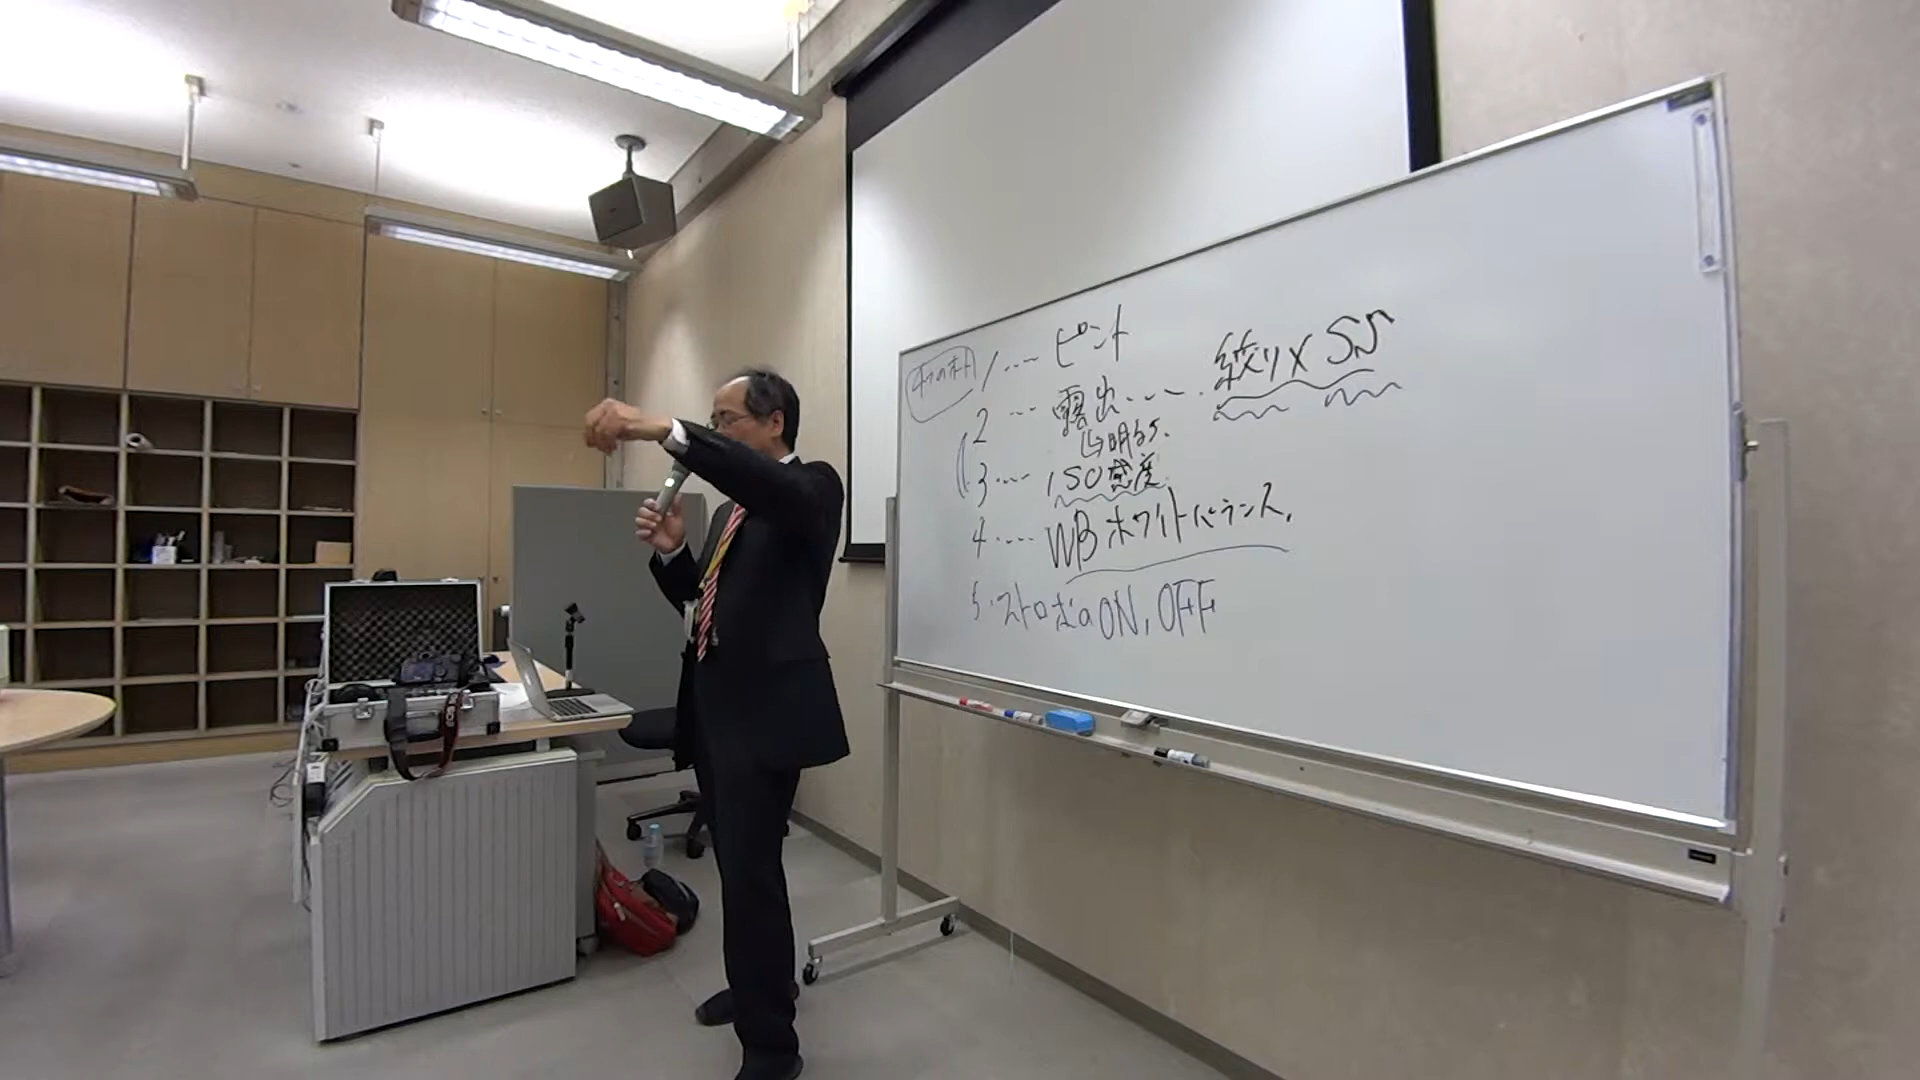 1 ... ピント
2 ... 露出 ..... 絞り×SS
↳明るさ.
3 .... ISO感度
4 ..... WB ホワイトバランス.
5. ストロボのON, OFF